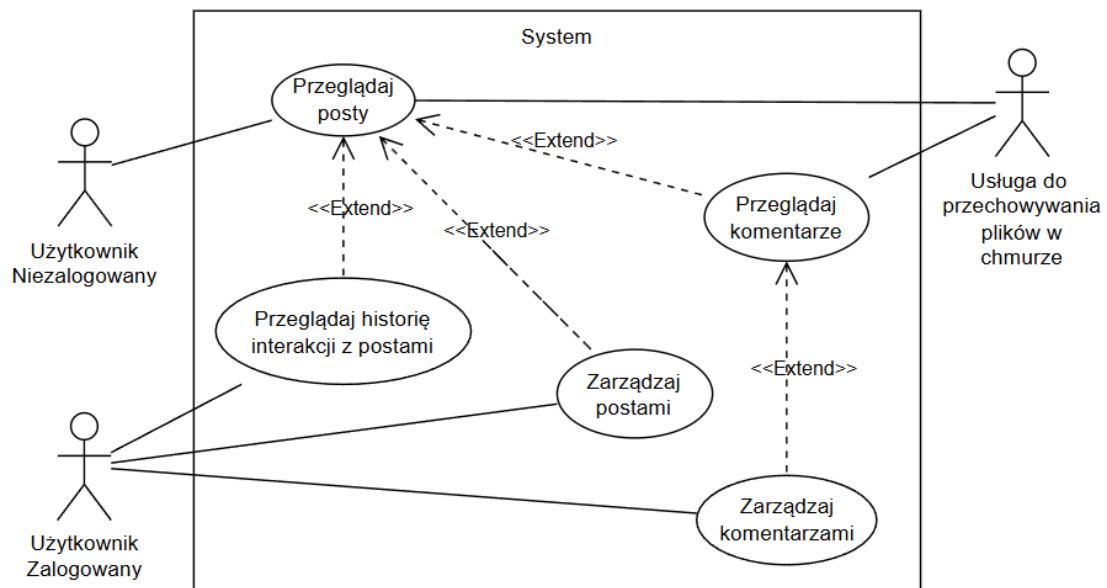 System
Przeglądaj
posty
<<Extend>>
Przeglądaj
komentarze
Usługa do
przechowywania
plików w
chmurze
Użytkownik
Niezalogowany
<<Extend>>
<<Extend>>
Przeglądaj historię
interakcji z postami
Zarządzaj
postami
<<Extend>>
Zarządzaj
komentarzami
Użytkownik
Zalogowany